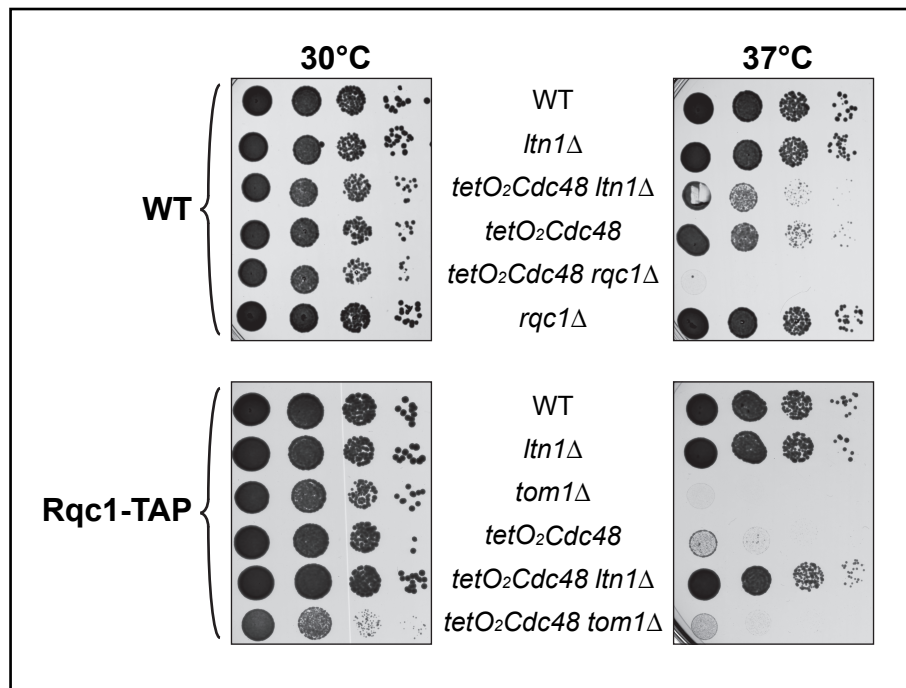 30°C
37°C
WT
WT
ltn1Δ
tetO₂Cdc48 ltn1Δ
tetO₂Cdc48
tetO₂Cdc48 rqc1Δ
rqc1Δ
Rqc1-TAP
WT
ltn1Δ
tom1Δ
tetO₂Cdc48
tetO₂Cdc48 ltn1Δ
tetO₂Cdc48 tom1Δ